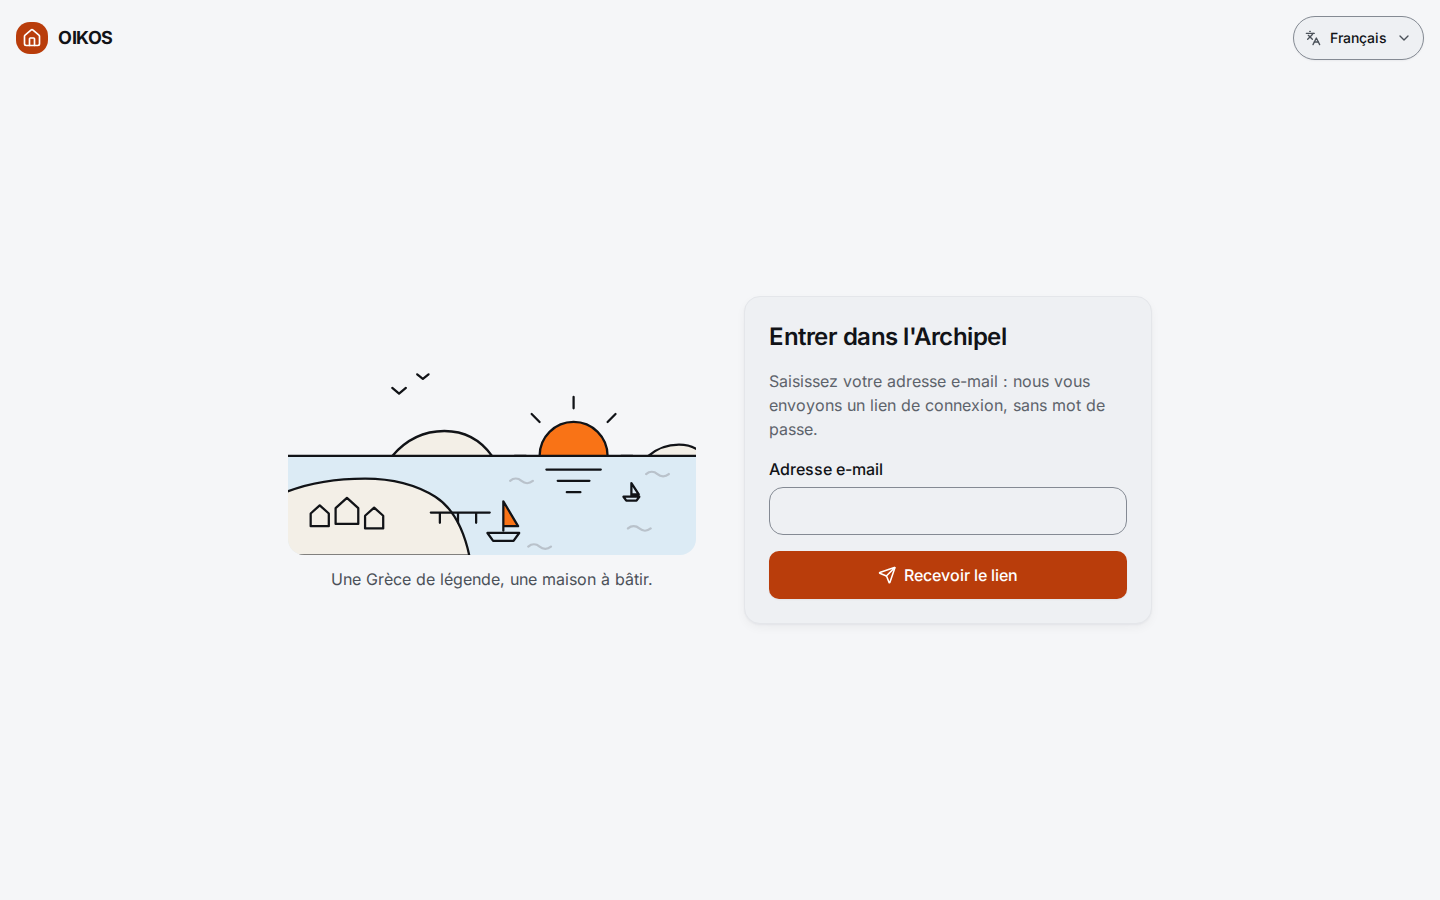 OIKOS
Français
Entrer dans l'Archipel
Saisissez votre adresse e-mail : nous vous
envoyons un lien de connexion, sans mot de
passe.
Adresse e-mail
Recevoir le lien
Une Grèce de légende, une maison à bâtir.